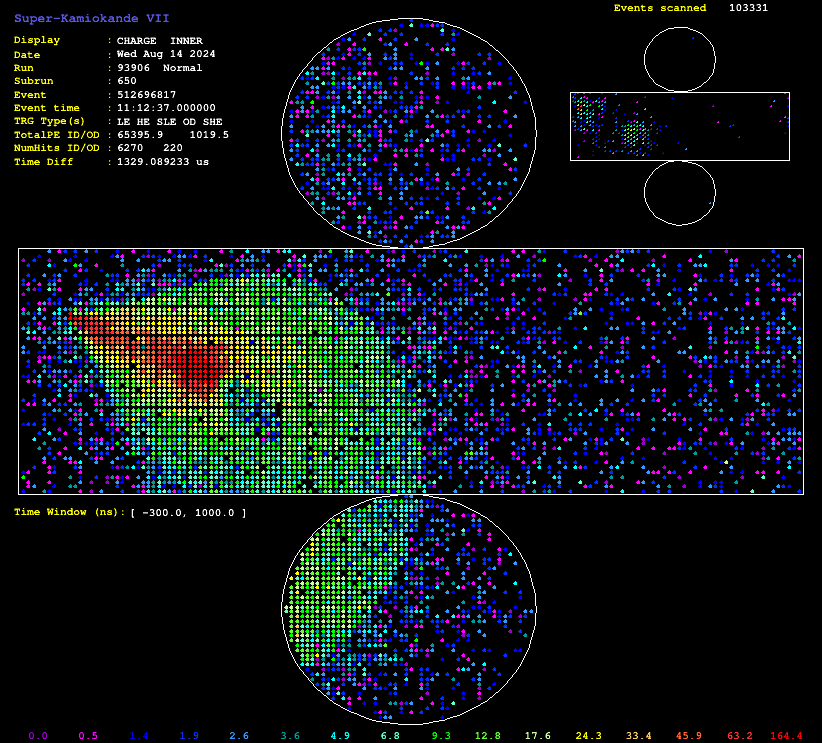 Super-Kamiokande VII
Events scanned 103331
Display : CHARGE INNER
Date : Wed Aug 14 2024
Run : 93906 Normal
Subrun : 650
Event : 512696817
Event time : 11:12:37.000000
TRG Type(s) : LE HE SLE OD SHE
TotalPE ID/OD : 65395.9 1019.5
NumHits ID/OD : 6270 220
Time Diff : 1329.089233 us
Time Window (ns): [ -300.0, 1000.0 ]
0.0 0.5 1.4 1.9 2.6 3.6 4.9 6.8 9.3 12.8 17.6 24.3 33.4 45.9 63.2 164.4